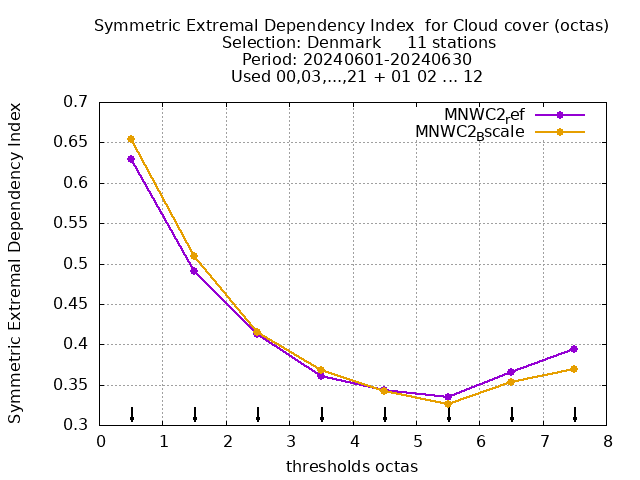 Symmetric Extremal Dependency Index  for Cloud cover (octas)
Selection: Denmark     11 stations
Period: 20240601-20240630
Used 00,03,...,21 + 01 02 ... 12
MNWC2ref
MNWC2Bscale
Symmetric Extremal Dependency Index
0.7
0.65
0.6
0.55
0.5
0.45
0.4
0.35
0.3
0 1 2 3 4 5 6 7 8
thresholds octas